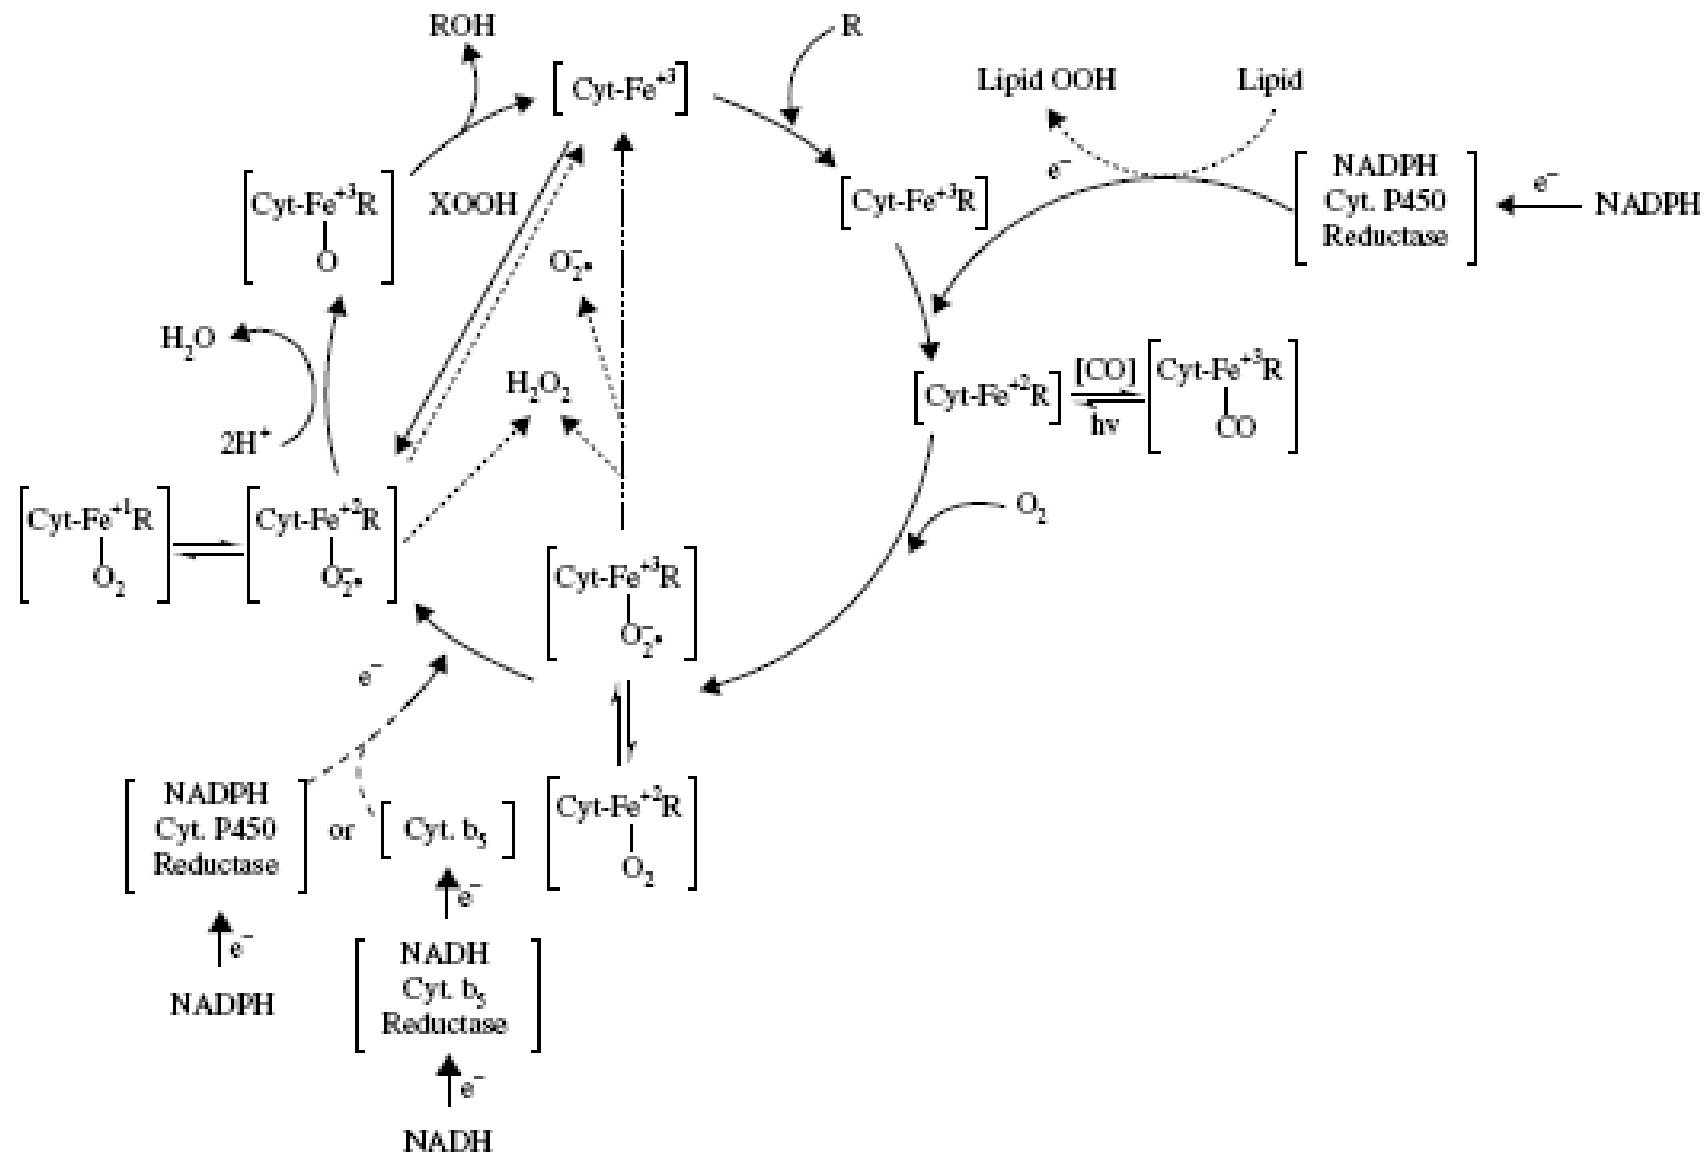 ROH
R
[Cyt-Fe⁺³]
Lipid OOH
Lipid
NADPH
Cyt. P450
Reductase
e⁻
NADPH
e⁻
[Cyt-Fe⁺³R]
Cyt-Fe⁺³R
O
XOOH
O₂⁻•
H₂O
2H⁺
H₂O₂
[Cyt-Fe⁺²R]
[CO]
hν
Cyt-Fe⁺³R
CO
O₂
Cyt-Fe⁺¹R
O₂
Cyt-Fe⁺²R
O₂⁻•
Cyt-Fe⁺³R
O₂⁻•
e⁻
Cyt-Fe⁺²R
O₂
NADPH
Cyt. P450
Reductase
or
[Cyt. b₅]
e⁻
NADPH
e⁻
NADH
Cyt. b₅
Reductase
e⁻
NADH